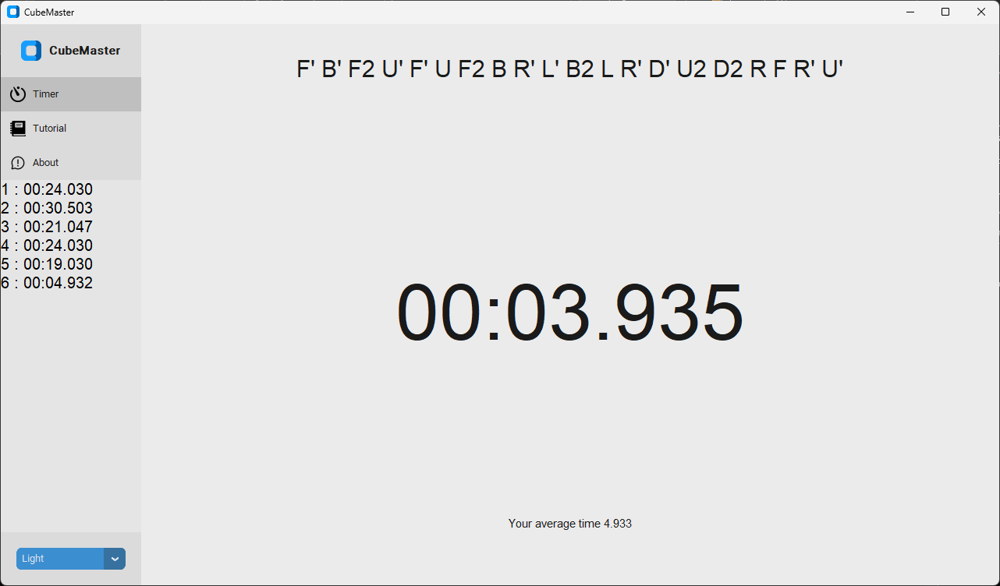 CubeMaster
CubeMaster
Timer
Tutorial
About
1 : 00:24.030
2 : 00:30.503
3 : 00:21.047
4 : 00:24.030
5 : 00:19.030
6 : 00:04.932
Light
F' B' F2 U' F' U F2 B R' L' B2 L R' D' U2 D2 R F R' U'
00:03.935
Your average time 4.933